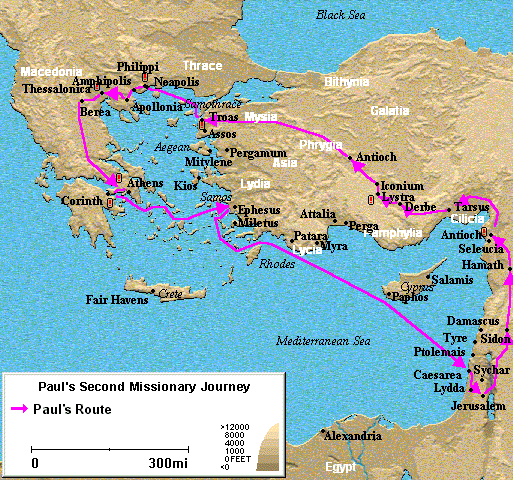 Black Sea
Thrace
Philippi
Macedonia
Amphipolis
Neapolis
Bithynia
Thessalonica
Samothrace
Apollonia
Berea
Troas
Mysia
Galatia
Assos
Aegean
Phrygia
Mitylene
Pergamum
Antioch
Asia
Athens
Kios
Lydia
Iconium
Lystra
Corinth
Samos
Derbe
Tarsus
Ephesus
Cilicia
Miletus
Attalia
Perga
Antioch
Patara
Pamphylia
Seleucia
Myra
Lycia
Rhodes
Hamath
Salamis
Cyprus
Fair Havens
Crete
Paphos
Damascus
Mediterranean Sea
Tyre
Sidon
Ptolemais
Caesarea
Sychar
Lydda
Jerusalem
Paul's Second Missionary Journey
Paul's Route
>12000
8000
4000
0 FEET
<0
0
300mi
Alexandria
Egypt